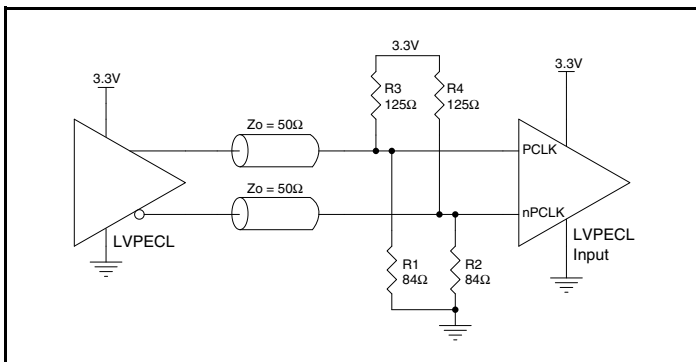 3.3V
3.3V
3.3V
R3
125Ω
R4
125Ω
Zo = 50Ω
PCLK
Zo = 50Ω
nPCLK
LVPECL
LVPECL
Input
R1
84Ω
R2
84Ω